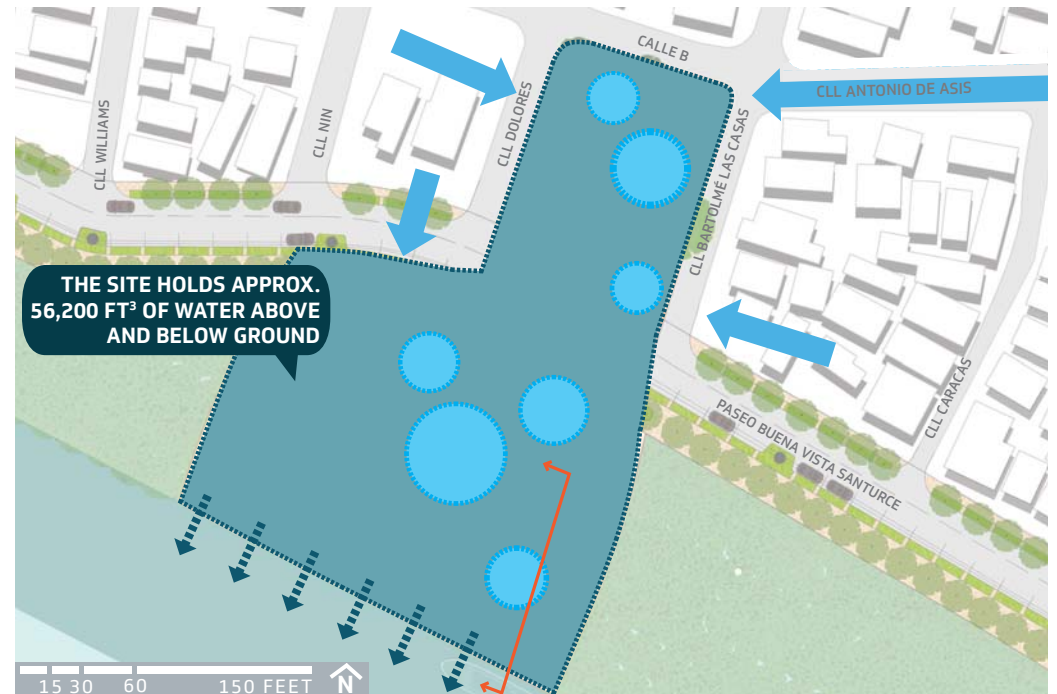 CALLE B
CLL ANTONIO DE ASIS
CLL WILLIAMS
CLL NIN
CLL DOLORES
CLL BARTOLMÉ LAS CASAS
THE SITE HOLDS APPROX.
56,200 FT³ OF WATER ABOVE
AND BELOW GROUND
CLL CARACAS
PASEO BUENA VISTA SANTURCE
15 30 60 150 FEET N